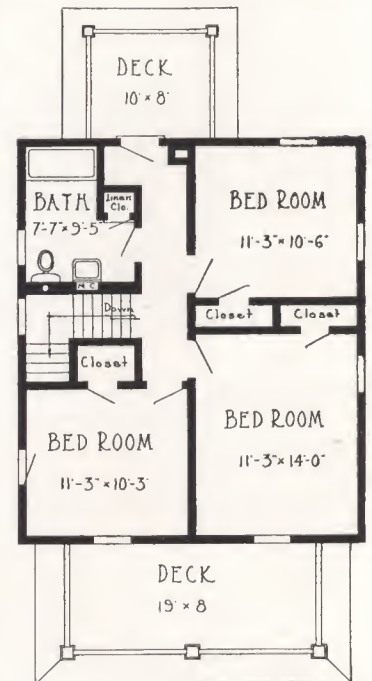 DECK
10' × 8'
BATH
7'-7" × 9'-5"
Linen
Clo.
BED ROOM
11'-3" × 10'-6"
M.C.
Down
Closet
Closet
Closet
BED ROOM
11'-3" × 10'-3"
BED ROOM
11'-3" × 14'-0"
DECK
19' × 8